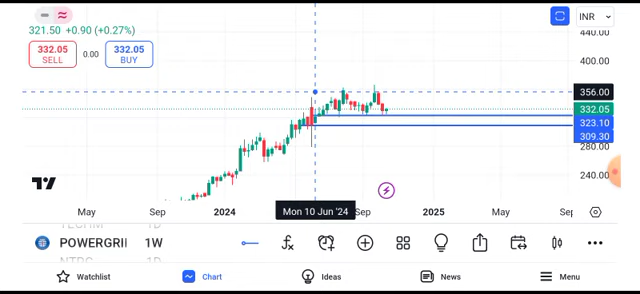 INR
321.50 +0.90 (+0.27%)
440.00
332.05
SELL
0.00
332.05
BUY
400.00
356.00
332.05
323.10
309.30
280.00
240.00
May
Sep
2024
Mon 10 Jun '24
Sep
2025
May
Sep
TECHM 1D
POWERGRI 1W
NTPC 1D
Watchlist
Chart
Ideas
News
Menu